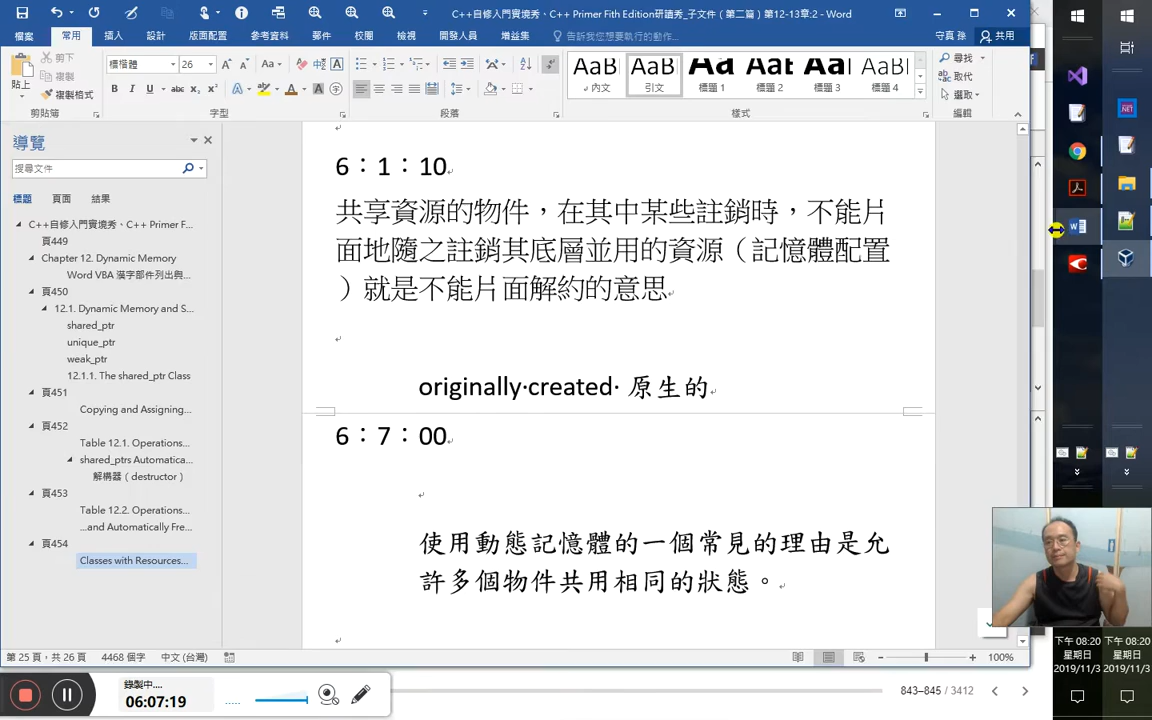 C++自修入門實境秀、C++ Primer Fith Edition研讀秀_子文件（第二篇）第12-13章:2 - Word
檔案 常用 插入 設計 版面配置 參考資料 郵件 校閱 檢視 開發人員 增益集 告訴我您想要執行的動作... 守真 孫 共用
貼上 剪下 複製 複製格式 標楷體 26
AaB AaB AaB AaB AaB AaB
內文 引文 標題 1 標題 2 標題 3 標題 4
尋找 取代 選取
剪貼簿 字型 段落 樣式 編輯
導覽
搜尋文件
標題 頁面 結果
C++自修入門實境秀、C++ Primer F...
頁449
Chapter 12. Dynamic Memory
Word VBA 漢字部件列出與...
頁450
12.1. Dynamic Memory and S...
shared_ptr
unique_ptr
weak_ptr
12.1.1. The shared_ptr Class
頁451
Copying and Assigning...
頁452
Table 12.1. Operations...
shared_ptrs Automatica...
解構器（destructor）
頁453
Table 12.2. Operations...
...and Automatically Fre...
頁454
Classes with Resources...
6：1：10
共享資源的物件，在其中某些註銷時，不能片
面地隨之註銷其底層並用的資源（記憶體配置
）就是不能片面解約的意思
originally·created· 原生的
6：7：00
使用動態記憶體的一個常見的理由是允
許多個物件共用相同的狀態。
第 25 頁，共 26 頁 4468 個字 中文 (台灣) 100%
錄製中....
06:07:19
843–845 / 3412
下午 08:20
星期日
2019/11/3
下午 08:20
星期日
2019/11/3